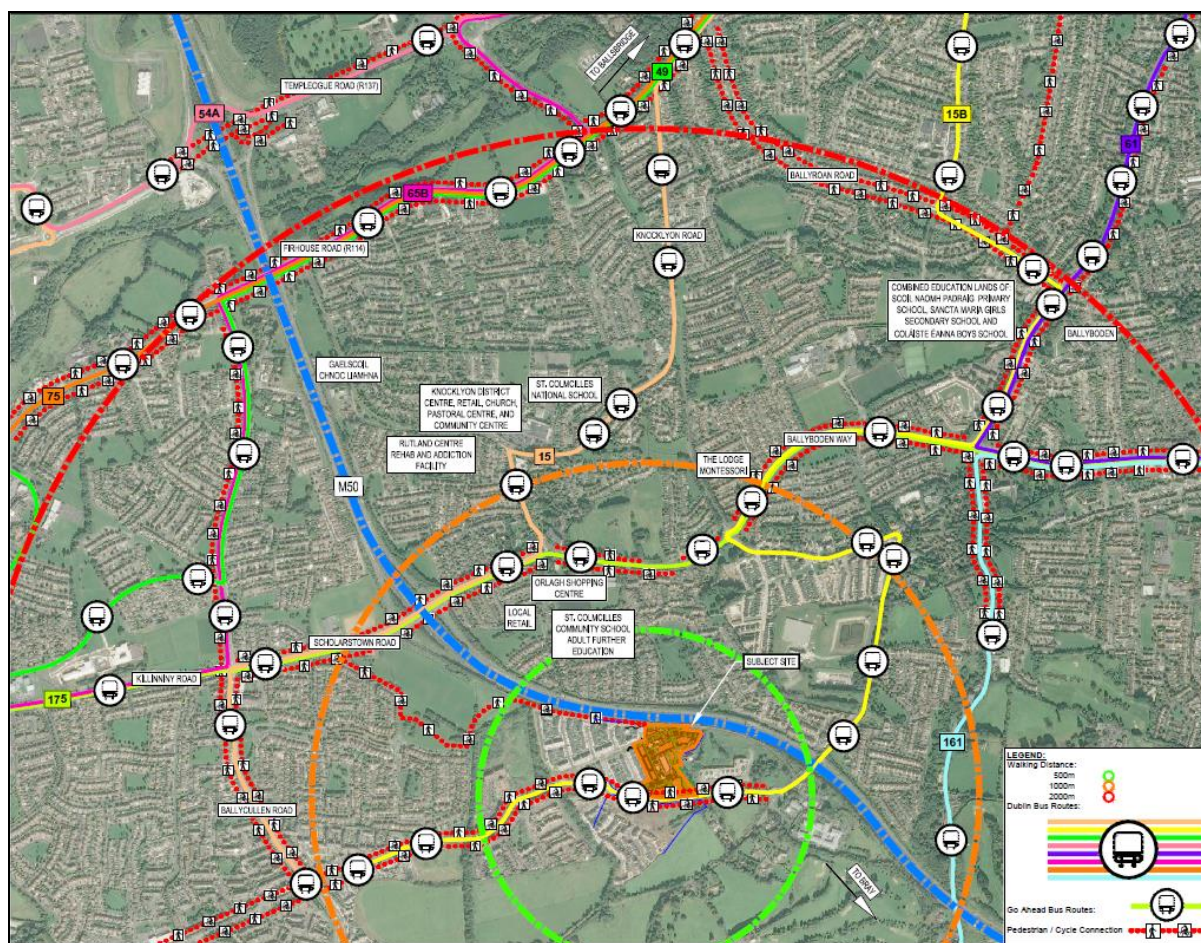 TO BALLSBRIDGE
49
TEMPLEOGUE ROAD (R137)
54A
15B
61
BALLYROAN ROAD
65B
KNOCKLYON ROAD
FIRHOUSE ROAD (R114)
COMBINED EDUCATION LANDS OF
SCOIL NAOMH PADRAIG PRIMARY
SCHOOL, SANCTA MARIA GIRLS
SECONDARY SCHOOL AND
COLÁISTE ÉANNA BOYS SCHOOL
BALLYBODEN
GAELSCOIL
CHNOC LIAMHNA
75
KNOCKLYON DISTRICT
CENTRE, RETAIL, CHURCH,
PASTORAL CENTRE, AND
COMMUNITY CENTRE
ST. COLMCILLES
NATIONAL SCHOOL
RUTLAND CENTRE
REHAB AND ADDICTION
FACILITY
15
BALLYBODEN WAY
THE LODGE
MONTESSORI
M50
ORLAGH SHOPPING
CENTRE
LOCAL
RETAIL
ST. COLMCILLES
COMMUNITY SCHOOL
ADULT FURTHER
EDUCATION
SCHOLARSTOWN ROAD
SUBJECT SITE
KILLININY ROAD
175
161
BALLYCULLEN ROAD
TO BRAY
LEGEND:
Walking Distance:
500m
1000m
2000m
Dublin Bus Routes:
Go Ahead Bus Routes:
Pedestrian / Cycle Connection